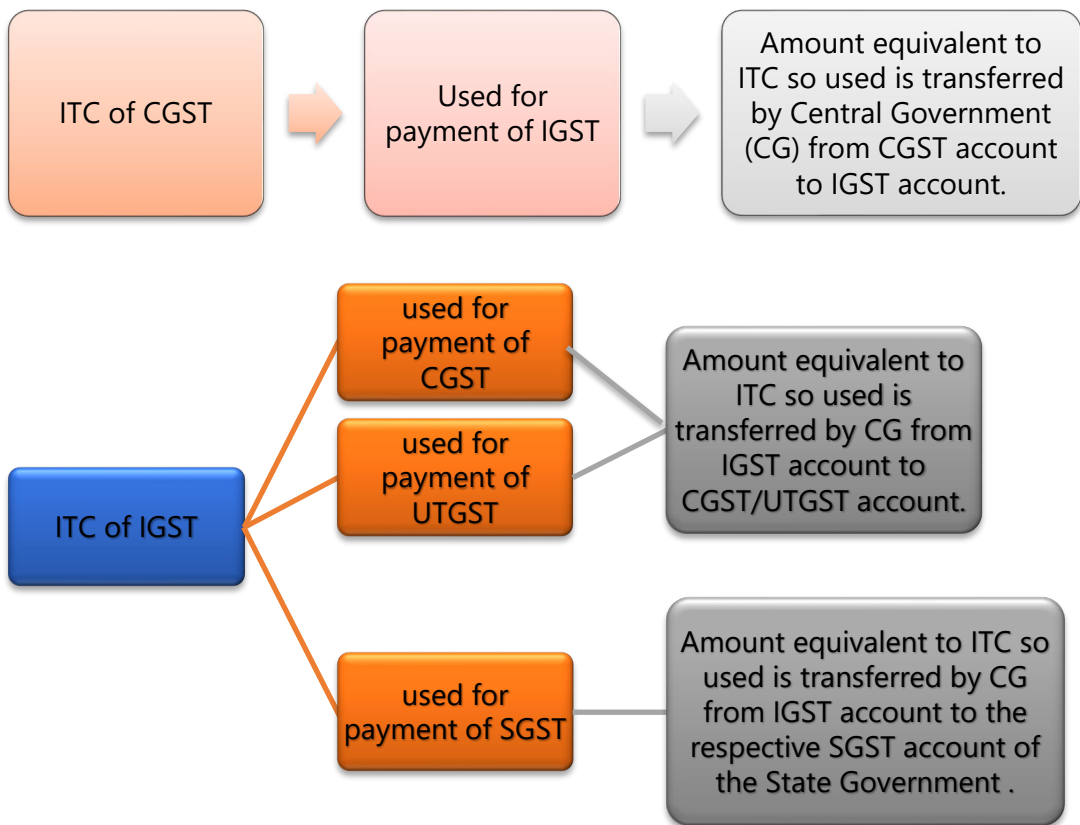 ITC of CGST
Used for
payment of IGST
Amount equivalent to
ITC so used is transferred
by Central Government
(CG) from CGST account
to IGST account.
ITC of IGST
used for
payment of
CGST
used for
payment of
UTGST
Amount equivalent to
ITC so used is
transferred by CG from
IGST account to
CGST/UTGST account.
used for
payment of SGST
Amount equivalent to ITC so
used is transferred by CG
from IGST account to the
respective SGST account of
the State Government .